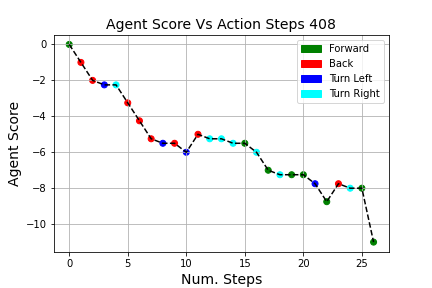 Agent Score Vs Action Steps 408
Forward
Back
Turn Left
Turn Right
Agent Score
0
−2
−4
−6
−8
−10
0 5 10 15 20 25
Num. Steps